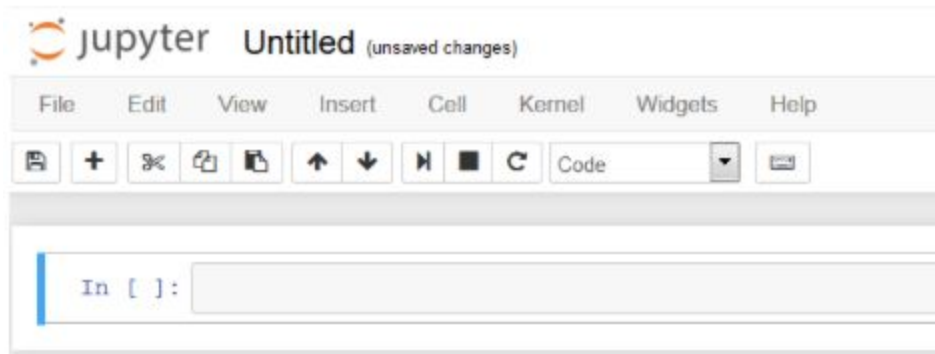 jupyter Untitled (unsaved changes)
File Edit View Insert Cell Kernel Widgets Help
Code
In [ ]: